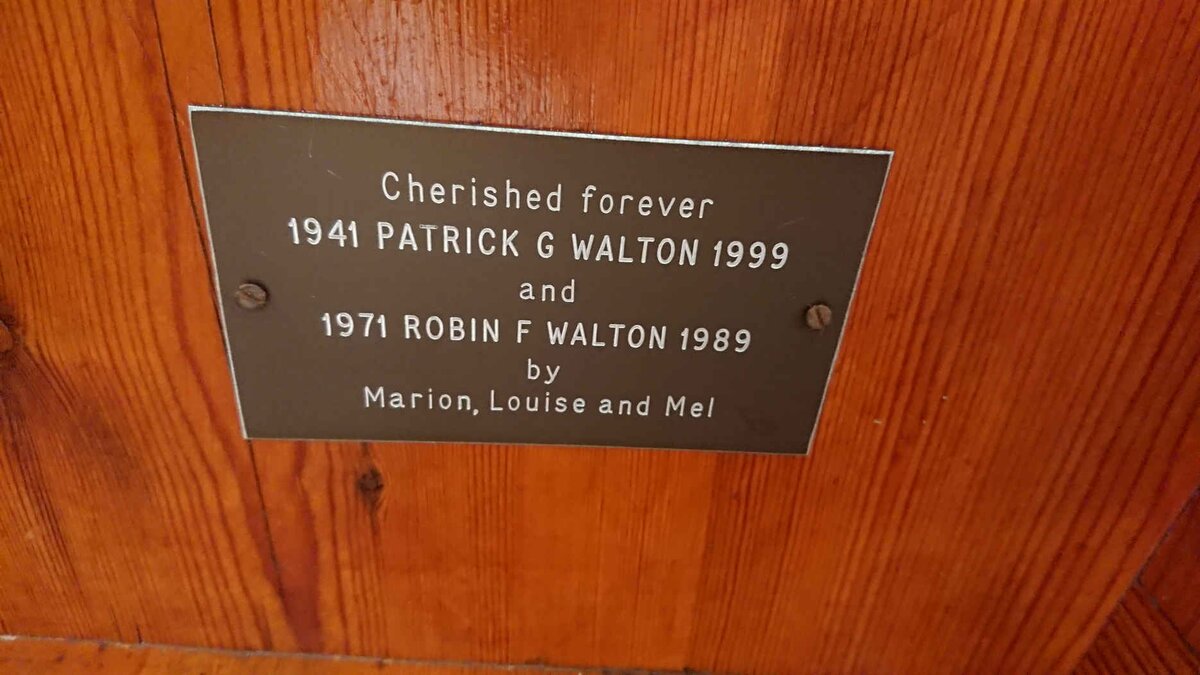 Cherished forever
1941 PATRICK G WALTON 1999
and
1971 ROBIN F WALTON 1989
by
Marion, Louise and Mel